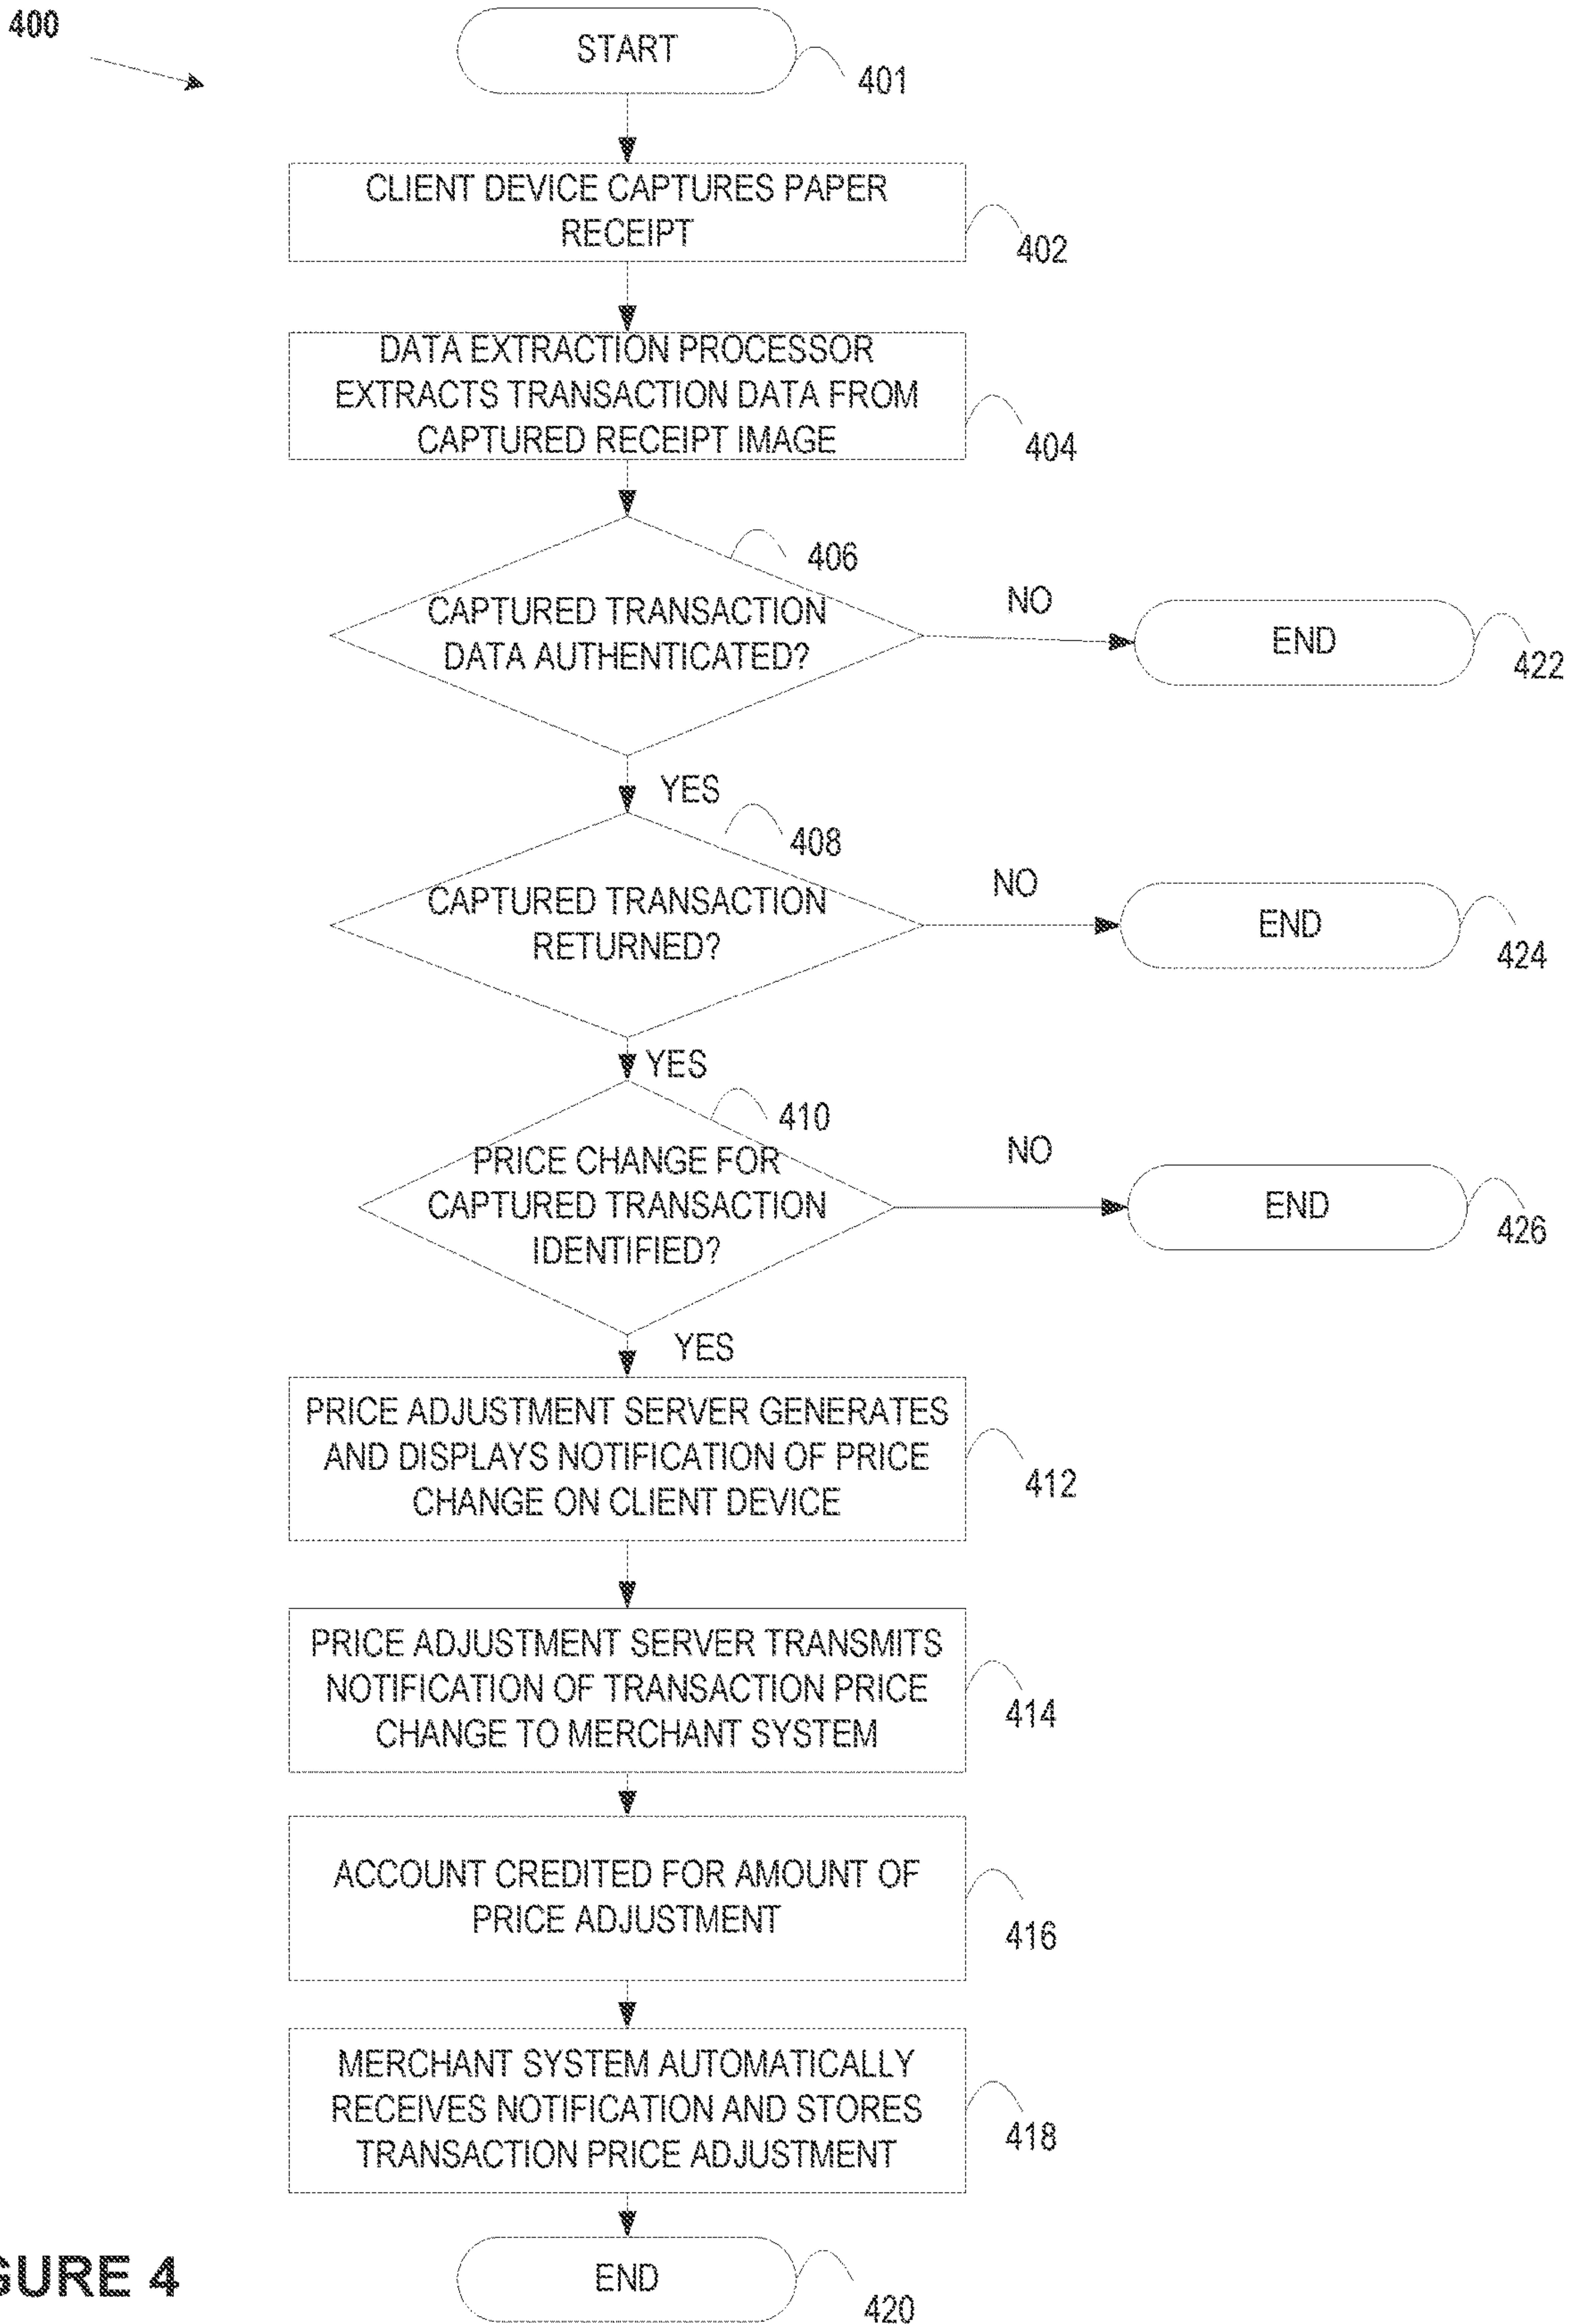 400
START
401
CLIENT DEVICE CAPTURES PAPER
RECEIPT
402
DATA EXTRACTION PROCESSOR
EXTRACTS TRANSACTION DATA FROM
CAPTURED RECEIPT IMAGE
404
406
CAPTURED TRANSACTION
DATA AUTHENTICATED?
NO
END
422
YES
408
CAPTURED TRANSACTION
RETURNED?
NO
END
424
YES
410
PRICE CHANGE FOR
CAPTURED TRANSACTION
IDENTIFIED?
NO
END
426
YES
PRICE ADJUSTMENT SERVER GENERATES
AND DISPLAYS NOTIFICATION OF PRICE
CHANGE ON CLIENT DEVICE
412
PRICE ADJUSTMENT SERVER TRANSMITS
NOTIFICATION OF TRANSACTION PRICE
CHANGE TO MERCHANT SYSTEM
414
ACCOUNT CREDITED FOR AMOUNT OF
PRICE ADJUSTMENT
416
MERCHANT SYSTEM AUTOMATICALLY
RECEIVES NOTIFICATION AND STORES
TRANSACTION PRICE ADJUSTMENT
418
END
420
GURE 4